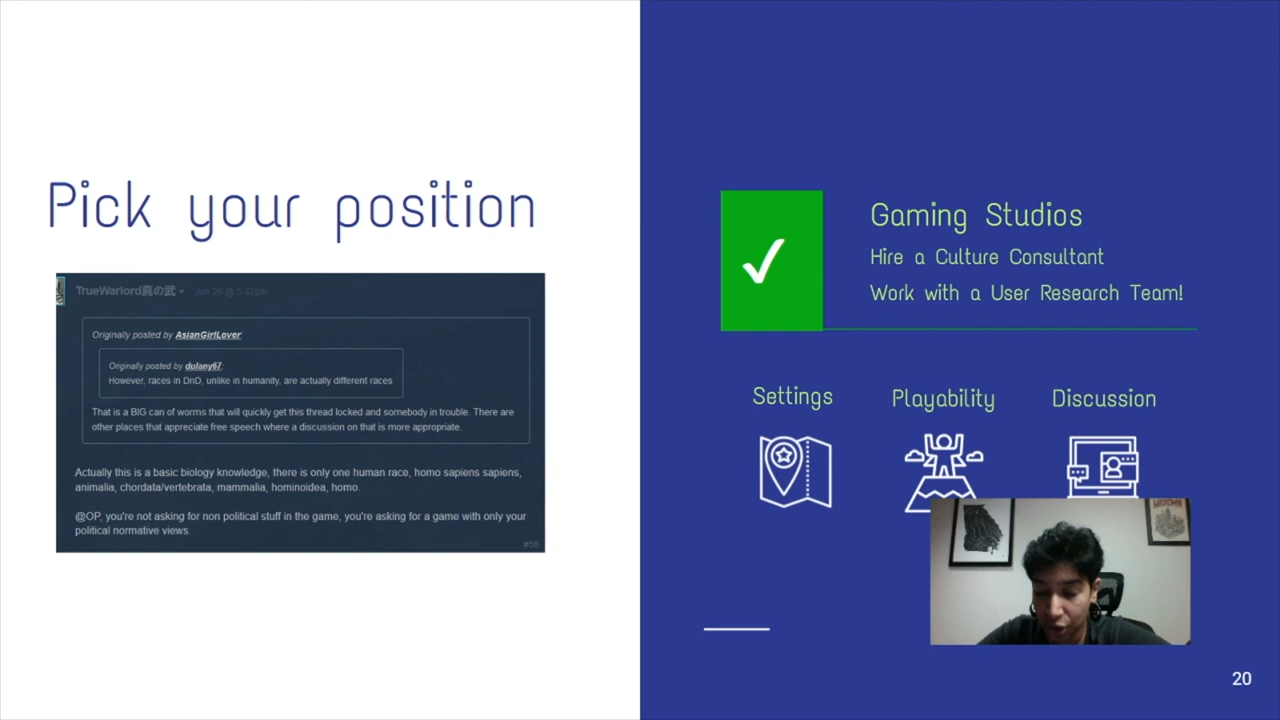 Pick your position
TrueWarlord真の武
Jun 26 @ 5:42pm
Originally posted by AsianGirlLover:
Originally posted by dulany67:
However, races in DnD, unlike in humanity, are actually different races
That is a BIG can of worms that will quickly get this thread locked and somebody in trouble. There are
other places that appreciate free speech where a discussion on that is more appropriate.
Actually this is a basic biology knowledge, there is only one human race, homo sapiens sapiens,
animalia, chordata/vertebrata, mammalia, hominoidea, homo.
@OP, you're not asking for non political stuff in the game, you're asking for a game with only your
political normative views.
#56
Gaming Studios
Hire a Culture Consultant
Work with a User Research Team!
Settings
Playability
Discussion
20